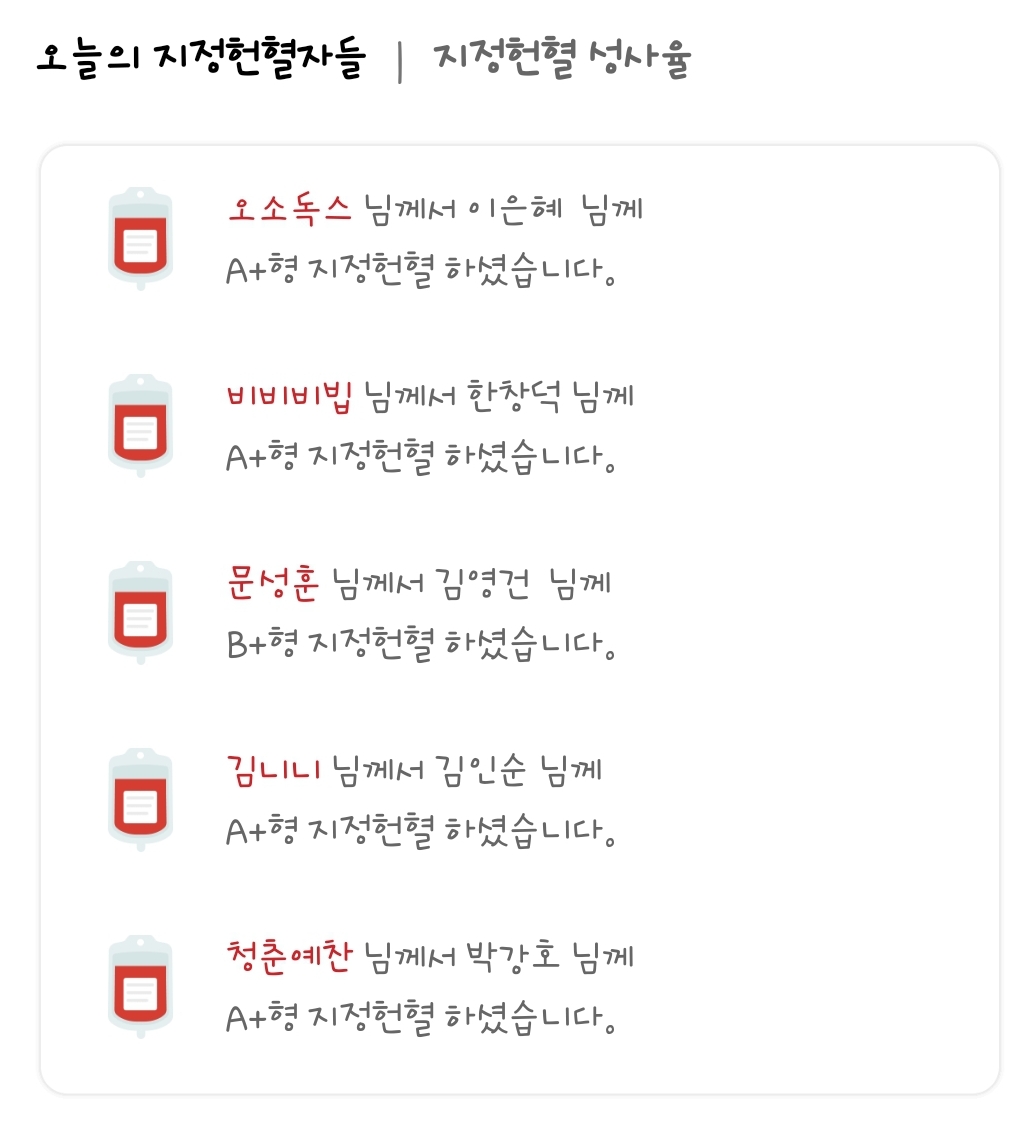 오늘의 지정헌혈자들 | 지정헌혈 성사율
오소독스 님께서 이은혜 님께
A+형 지정헌혈 하셨습니다.
비비비빕 님께서 한창덕 님께
A+형 지정헌혈 하셨습니다.
문성훈 님께서 김영건 님께
B+형 지정헌혈 하셨습니다.
김니니 님께서 김인순 님께
A+형 지정헌혈 하셨습니다.
청춘예찬 님께서 박강호 님께
A+형 지정헌혈 하셨습니다.